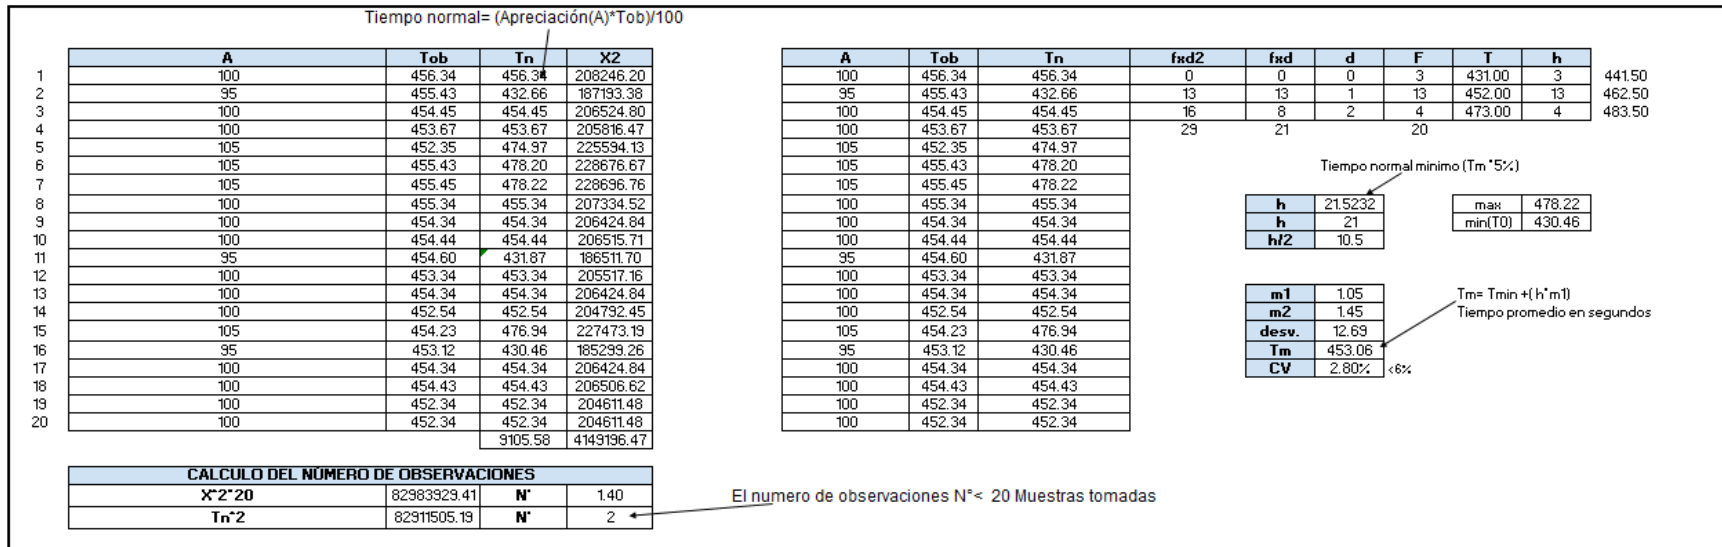 Tiempo normal= (Apreciación(A)*Tob)/100
A Tob Tn X2
1 100 456.34 456.34 208246.20
2 95 455.43 432.66 187193.38
3 100 454.45 454.45 206524.80
4 100 453.67 453.67 205816.47
5 105 452.35 474.97 225594.13
6 105 455.43 478.20 228676.67
7 105 455.45 478.22 228696.76
8 100 455.34 455.34 207334.52
9 100 454.34 454.34 206424.84
10 100 454.44 454.44 206515.71
11 95 454.60 431.87 186511.70
12 100 453.34 453.34 205517.16
13 100 454.34 454.34 206424.84
14 100 452.54 452.54 204792.45
15 105 454.23 476.94 227473.19
16 95 453.12 430.46 185299.26
17 100 454.34 454.34 206424.84
18 100 454.43 454.43 206506.62
19 100 452.34 452.34 204611.48
20 100 452.34 452.34 204611.48
9105.58 4149196.47
CALCULO DEL NÚMERO DE OBSERVACIONES
X^2*20 82983929.41 N° 1.40
Tn^2 82911505.19 N° 2
El numero de observaciones N°< 20 Muestras tomadas
A Tob Tn fxd2 fxd d F T h
100 456.34 456.34 0 0 0 3 431.00 3 441.50
95 455.43 432.66 13 13 1 13 452.00 13 462.50
100 454.45 454.45 16 8 2 4 473.00 4 483.50
100 453.67 453.67 29 21 20
105 452.35 474.97
105 455.43 478.20
105 455.45 478.22
100 455.34 455.34
100 454.34 454.34
100 454.44 454.44
95 454.60 431.87
100 453.34 453.34
100 454.34 454.34
100 452.54 452.54
105 454.23 476.94
95 453.12 430.46
100 454.34 454.34
100 454.43 454.43
100 452.34 452.34
100 452.34 452.34
Tiempo normal minimo (Tm *5%)
h 21.5232
h 21
h/2 10.5
max 478.22
min(T0) 430.46
m1 1.05
m2 1.45
desv. 12.69
Tm 453.06
CV 2.80% <6%
Tm= Tmin +( h*m1)
Tiempo promedio en segundos